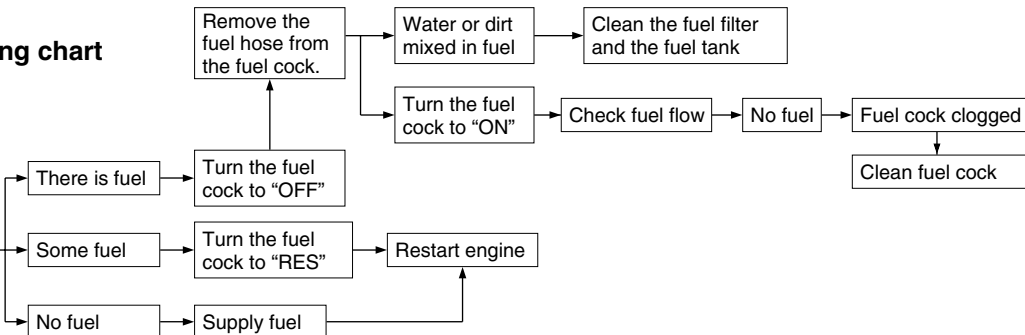 Remove the
fuel hose from
the fuel cock.
Water or dirt
mixed in fuel
Clean the fuel filter
and the fuel tank
ng chart
Turn the fuel
cock to “ON”
Check fuel flow
No fuel
Fuel cock clogged
There is fuel
Turn the fuel
cock to “OFF”
Clean fuel cock
Some fuel
Turn the fuel
cock to “RES”
Restart engine
No fuel
Supply fuel